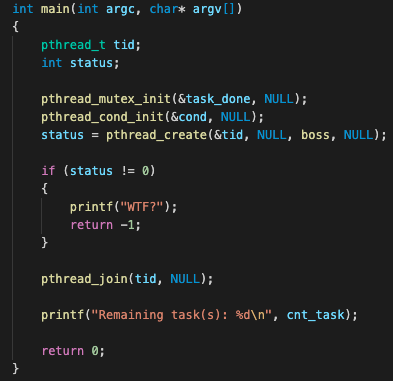 int main(int argc, char* argv[])
{
    pthread_t tid;
    int status;

    pthread_mutex_init(&task_done, NULL);
    pthread_cond_init(&cond, NULL);
    status = pthread_create(&tid, NULL, boss, NULL);

    if (status != 0)
    {
        printf("WTF?");
        return -1;
    }

    pthread_join(tid, NULL);

    printf("Remaining task(s): %d\n", cnt_task);

    return 0;
}